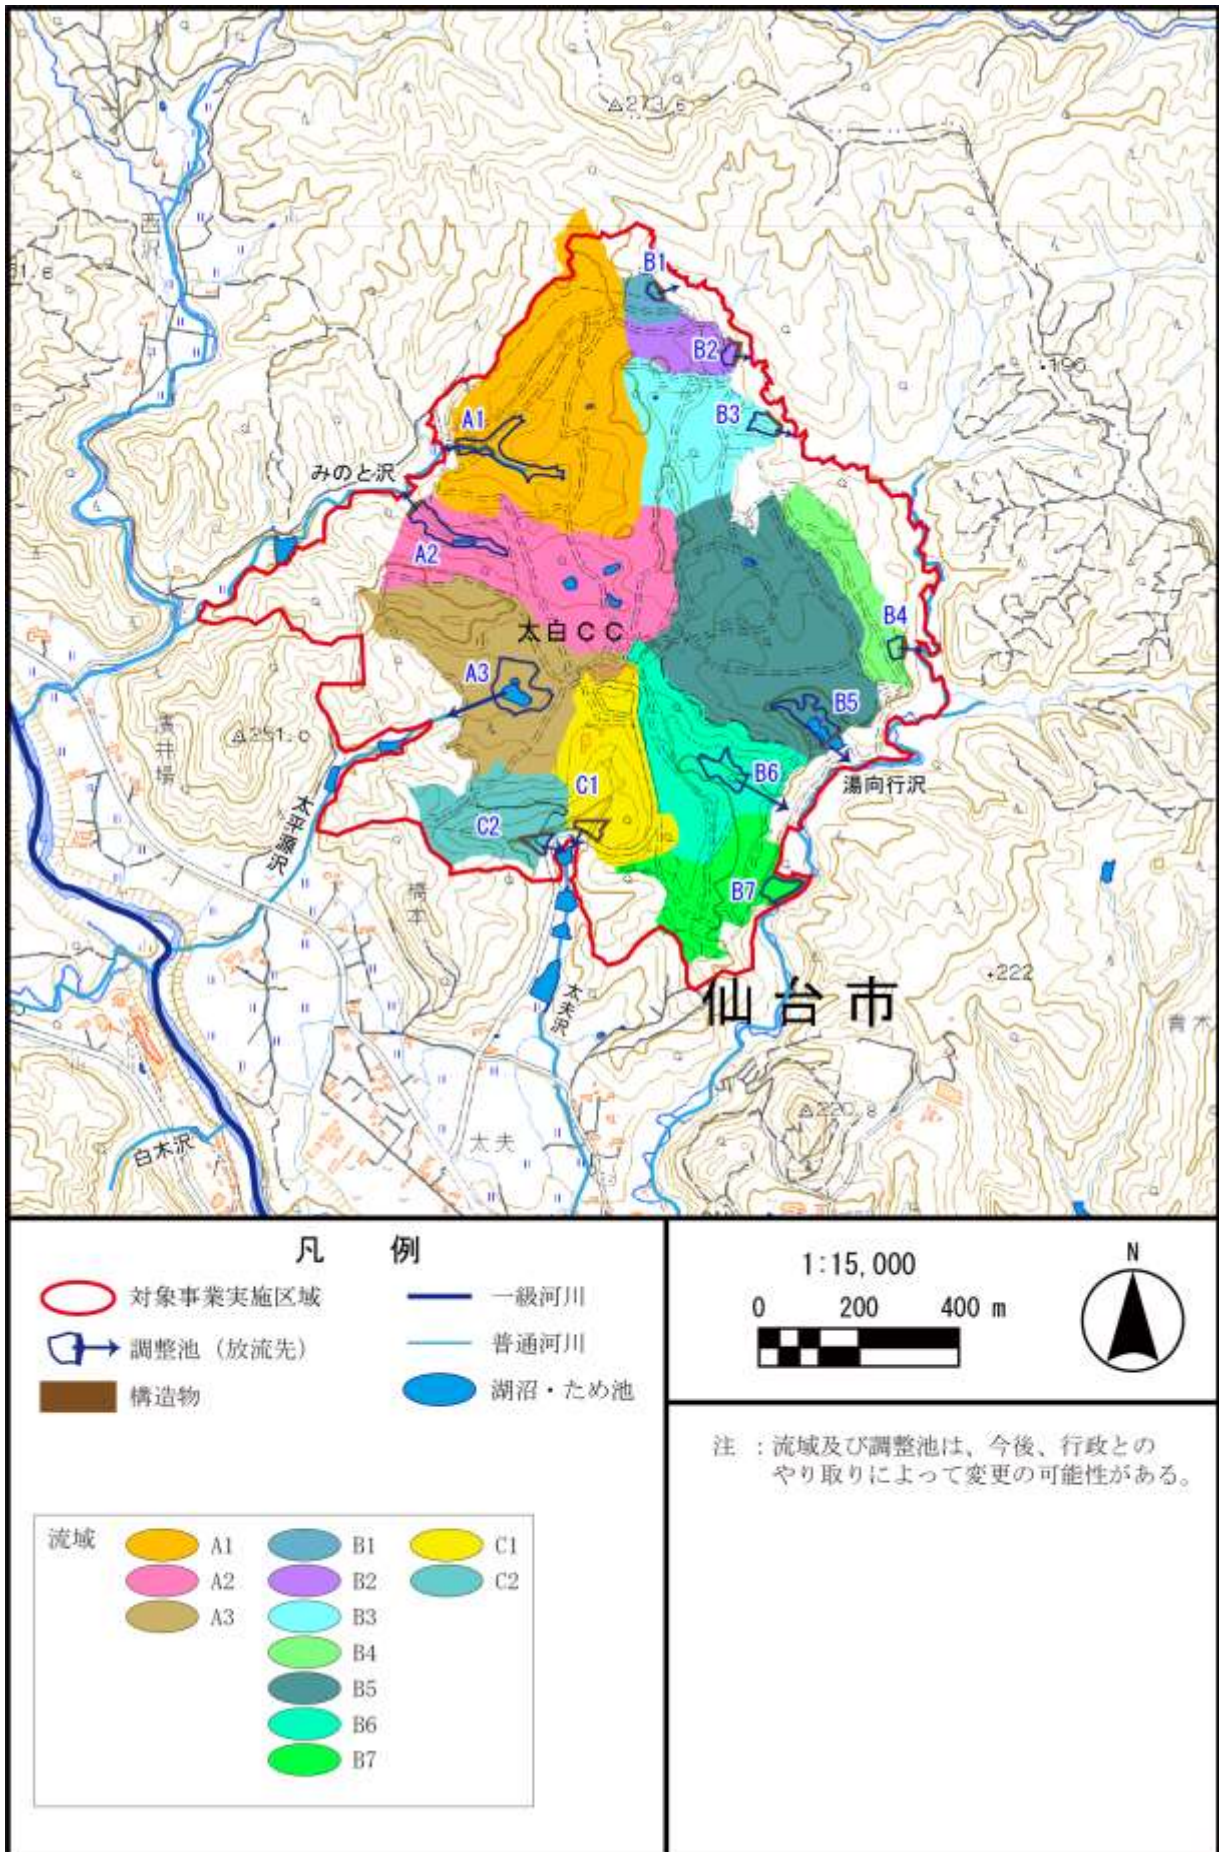 273.6
西沢
B1
B2
196
A1
B3
みのと沢
A2
B4
太白CC
A3
B5
251.0
B6
湯向行沢
C1
C2
太平源沢
橋本
B7
222
仙台市
太夫沢
青木
220.8
太夫
白木沢
凡 例
対象事業実施区域
一級河川
調整池（放流先）
普通河川
構造物
湖沼・ため池
1:15,000
0 200 400 m
N
注 ：流域及び調整池は、今後、行政との
やり取りによって変更の可能性がある。
流域
A1 B1 C1
A2 B2 C2
A3 B3
B4
B5
B6
B7